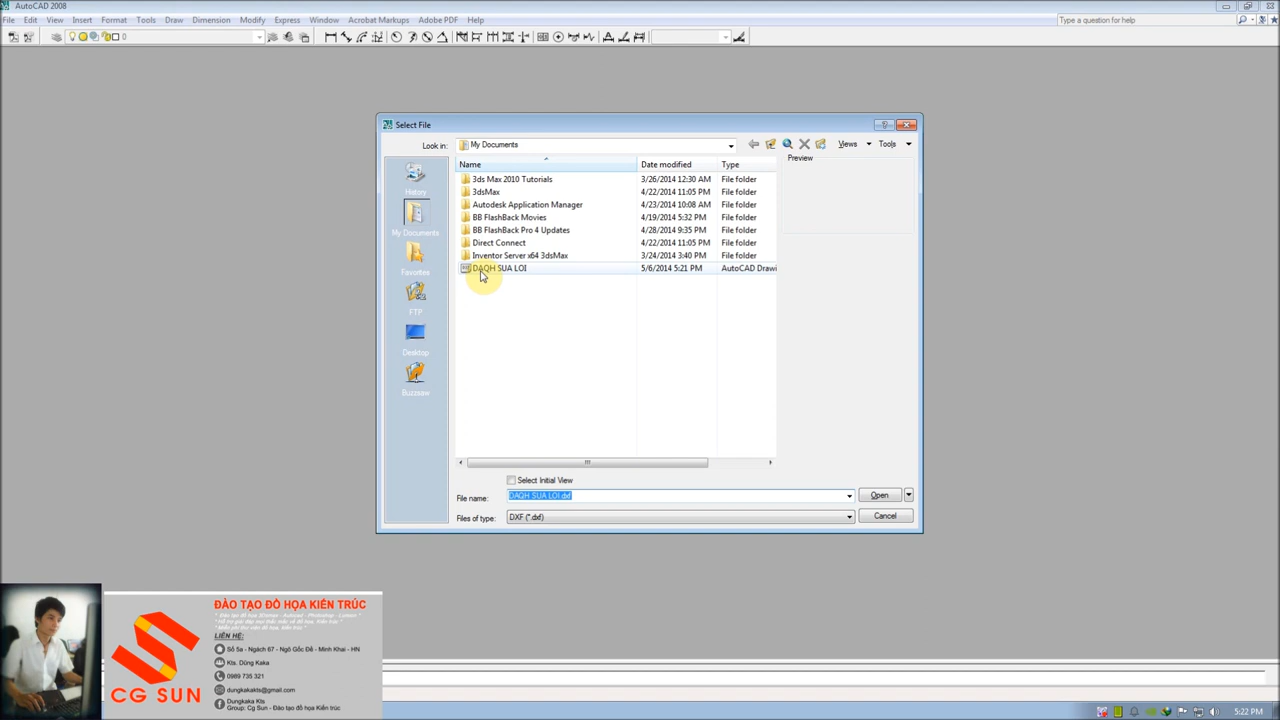 AutoCAD 2008
File Edit View Insert Format Tools Draw Dimension Modify Express Window Acrobat Markups Adobe PDF Help
Type a question for help
0
Select File
Look in: My Documents Views Tools
Name Date modified Type
Preview
3ds Max 2010 Tutorials 3/26/2014 12:30 AM File folder
3dsMax 4/22/2014 11:05 PM File folder
Autodesk Application Manager 4/23/2014 10:08 AM File folder
BB FlashBack Movies 4/19/2014 5:32 PM File folder
BB FlashBack Pro 4 Updates 4/28/2014 9:35 PM File folder
Direct Connect 4/22/2014 11:05 PM File folder
Inventor Server x64 3dsMax 3/24/2014 3:40 PM File folder
DAQH SUA LOI 5/6/2014 5:21 PM AutoCAD Drawi
History
My Documents
Favorites
FTP
Desktop
Buzzsaw
Select Initial View
File name: DAQH SUA LOI.dxf Open
Files of type: DXF (*.dxf) Cancel
ĐÀO TẠO ĐỒ HỌA KIẾN TRÚC
LIÊN HỆ:
Số 5a - Ngách 67 - Ngõ Gốc Đề - Minh Khai - HN
Kts. Dũng Kaka
0989 735 321
dungkakakts@gmail.com
Dungkaka Kts
Group: Cg Sun - Đào tạo đồ họa Kiến trúc
CG SUN
5:22 PM